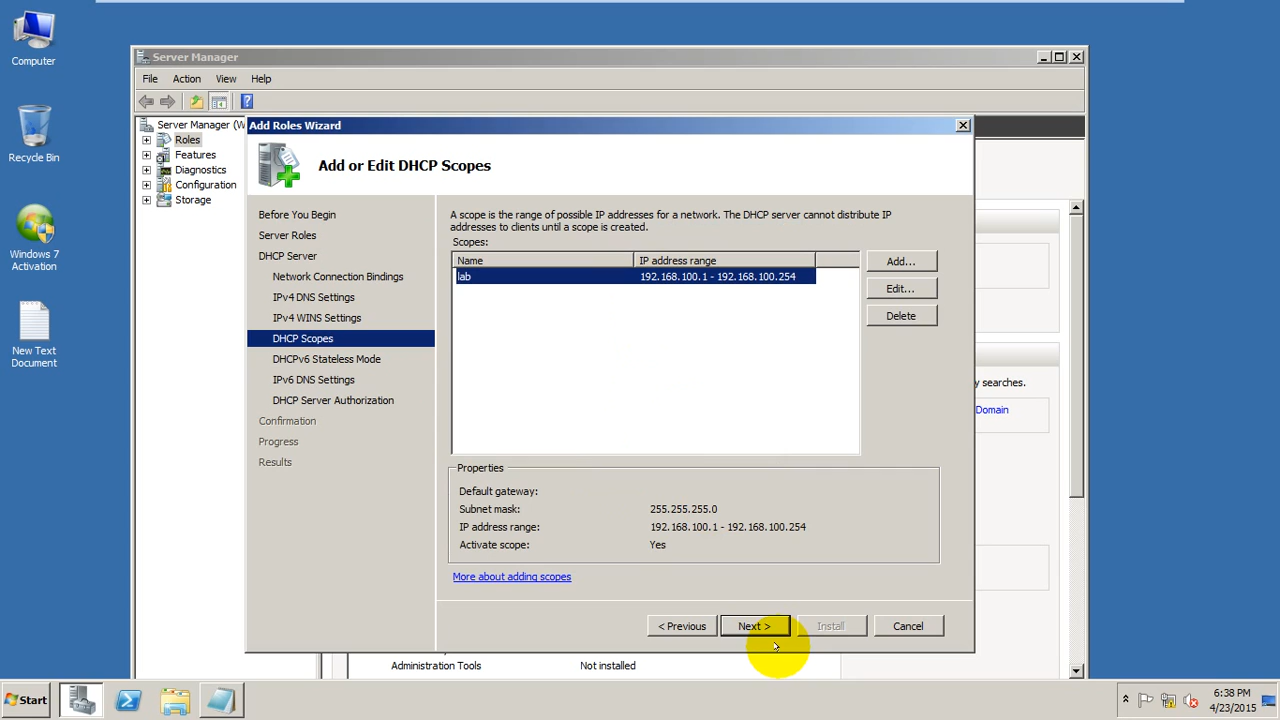 Computer
Recycle Bin
Windows 7
Activation
New Text
Document
Server Manager
File Action View Help
Server Manager (W
Roles
Features
Diagnostics
Configuration
Storage
Add Roles Wizard
Add or Edit DHCP Scopes
Before You Begin
Server Roles
DHCP Server
Network Connection Bindings
IPv4 DNS Settings
IPv4 WINS Settings
DHCP Scopes
DHCPv6 Stateless Mode
IPv6 DNS Settings
DHCP Server Authorization
Confirmation
Progress
Results
A scope is the range of possible IP addresses for a network. The DHCP server cannot distribute IP
addresses to clients until a scope is created.
Scopes:
Name IP address range
lab 192.168.100.1 - 192.168.100.254
Add...
Edit...
Delete
Properties
Default gateway:
Subnet mask: 255.255.255.0
IP address range: 192.168.100.1 - 192.168.100.254
Activate scope: Yes
More about adding scopes
< Previous Next > Install Cancel
y searches.
Domain
Administration Tools Not installed
Start
6:38 PM
4/23/2015